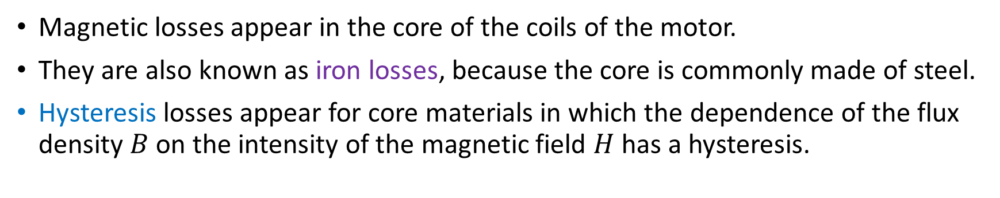 • Magnetic losses appear in the core of the coils of the motor.
• They are also known as iron losses, because the core is commonly made of steel.
• Hysteresis losses appear for core materials in which the dependence of the flux
density B on the intensity of the magnetic field H has a hysteresis.